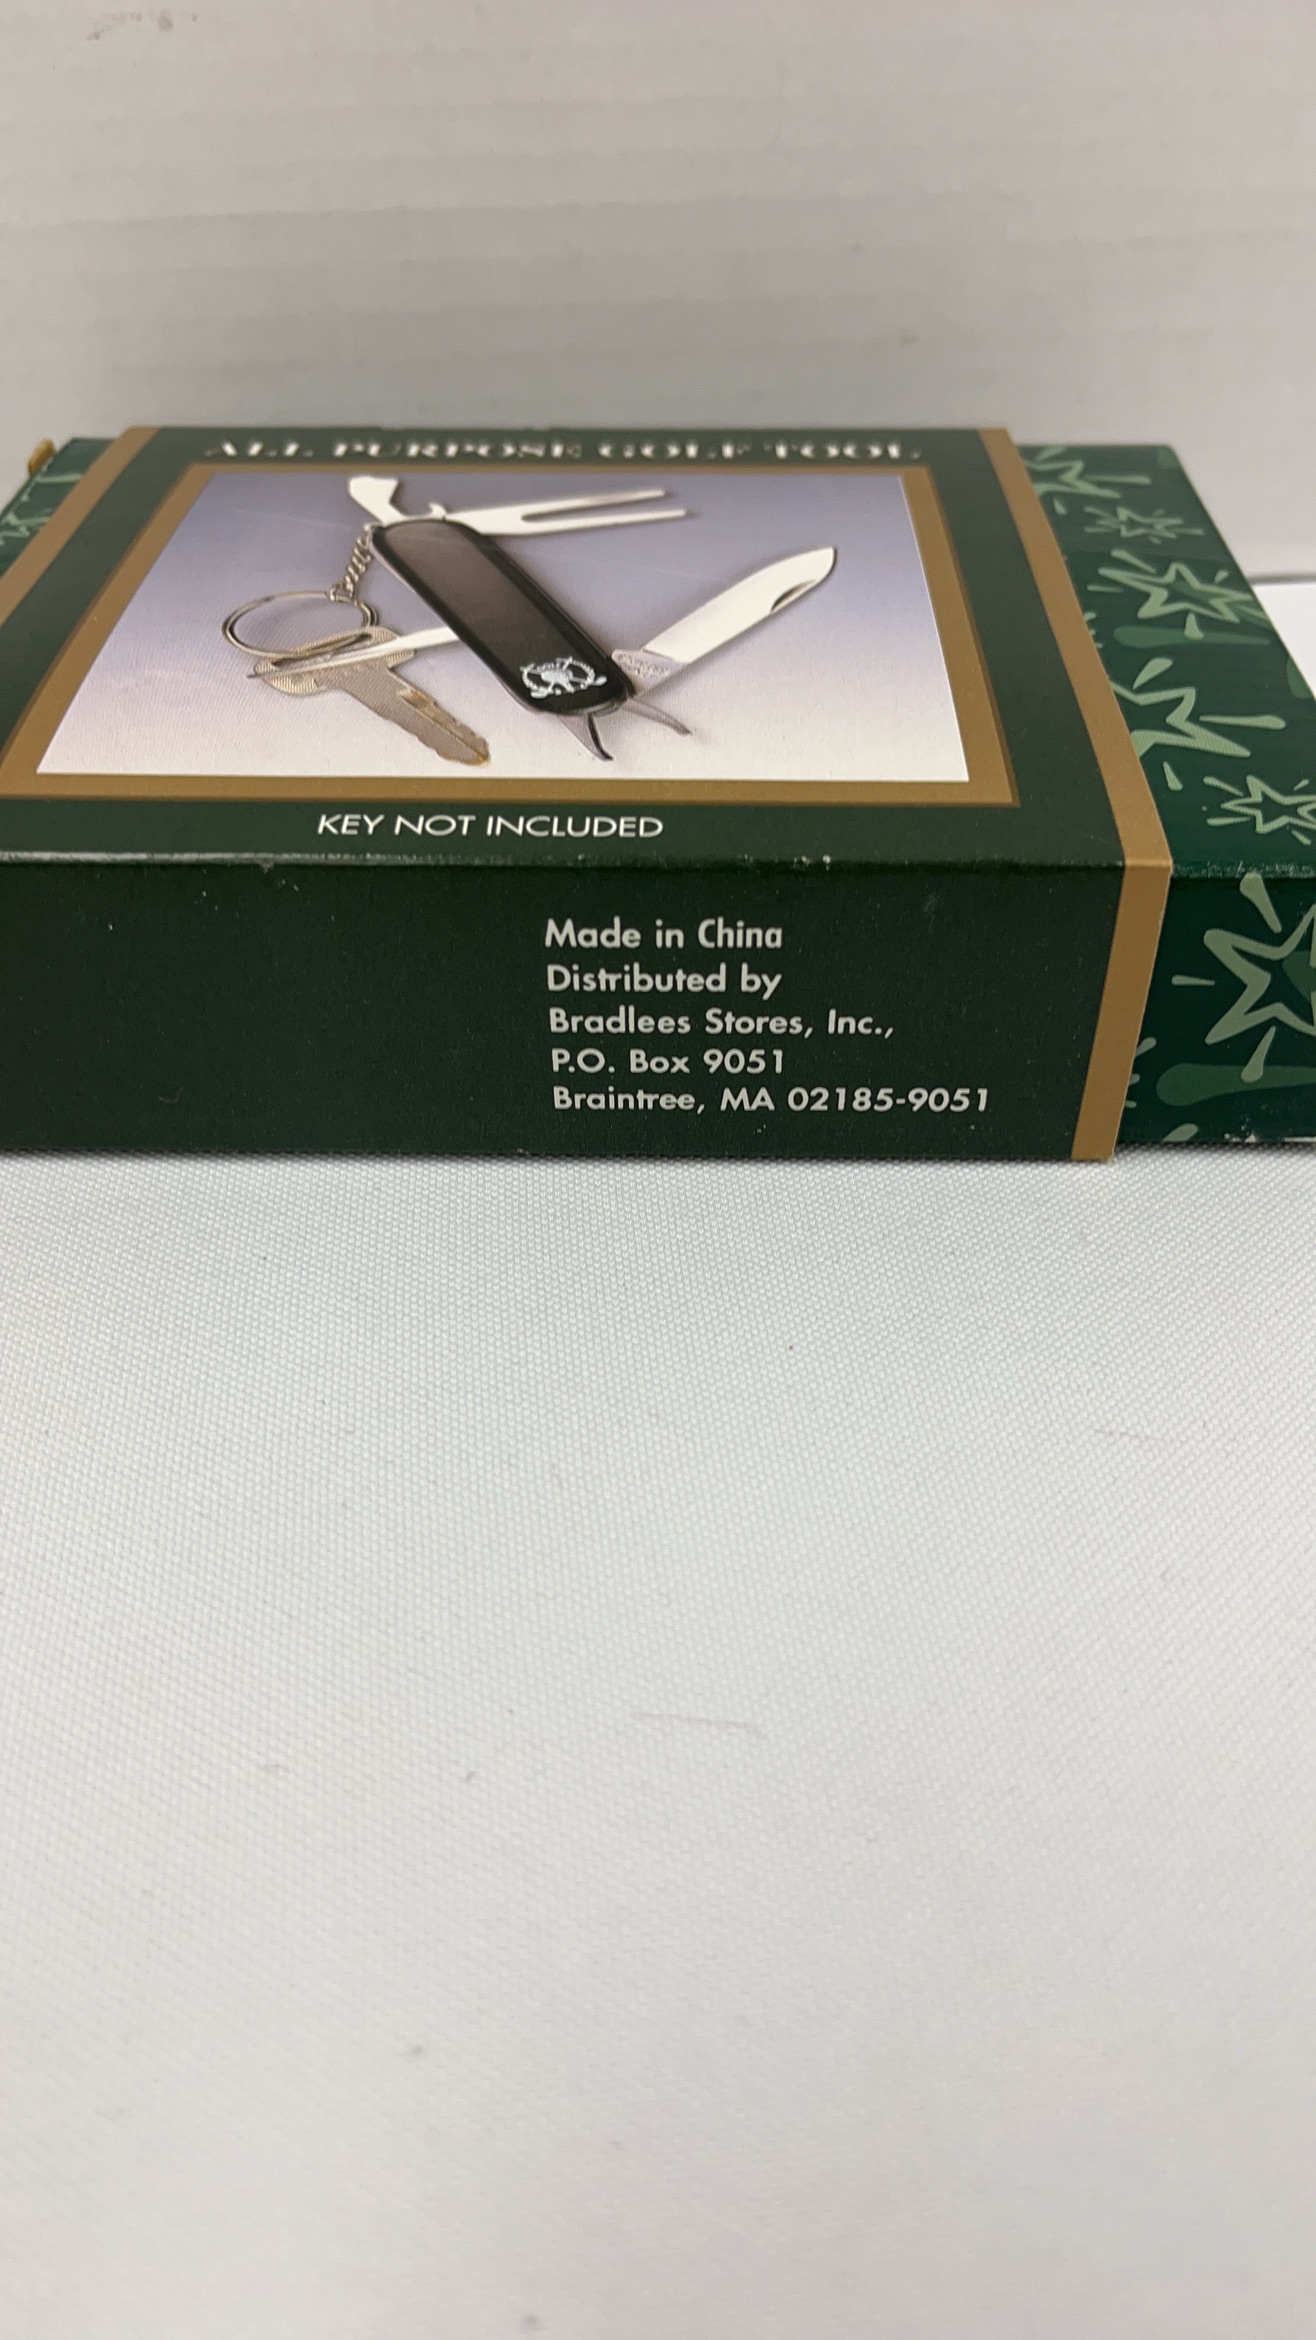 ALL PURPOSE GOLF TOOL
KEY NOT INCLUDED
Made in China
Distributed by
Bradlees Stores, Inc.,
P.O. Box 9051
Braintree, MA 02185-9051